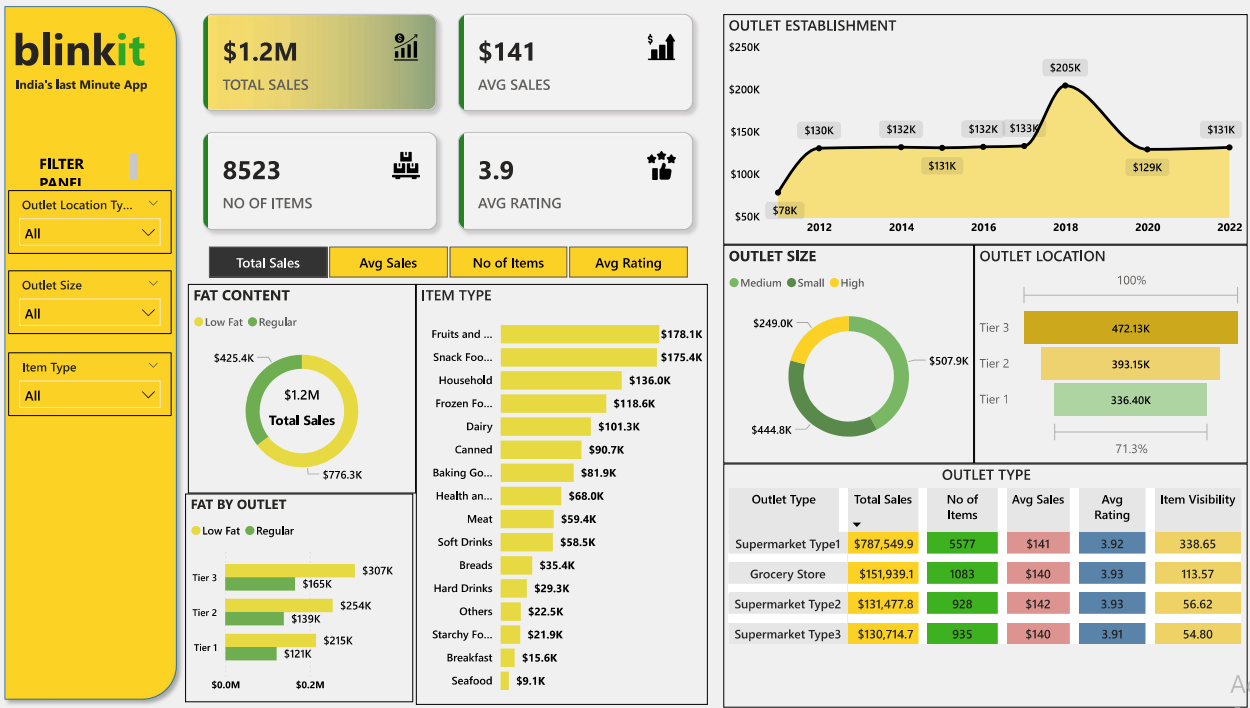 blinkit
India's last Minute App
FILTER
PANEL
Outlet Location Ty...
All
Outlet Size
All
Item Type
All
$1.2M
TOTAL SALES
$141
AVG SALES
8523
NO OF ITEMS
3.9
AVG RATING
Total Sales Avg Sales No of Items Avg Rating
FAT CONTENT
Low Fat Regular
$425.4K
$1.2M
Total Sales
$776.3K
FAT BY OUTLET
Low Fat Regular
Tier 3 $307K
$165K
Tier 2 $254K
$139K
Tier 1 $215K
$121K
$0.0M $0.2M
ITEM TYPE
Fruits and ... $178.1K
Snack Foo... $175.4K
Household $136.0K
Frozen Fo... $118.6K
Dairy $101.3K
Canned $90.7K
Baking Go... $81.9K
Health an... $68.0K
Meat $59.4K
Soft Drinks $58.5K
Breads $35.4K
Hard Drinks $29.3K
Others $22.5K
Starchy Fo... $21.9K
Breakfast $15.6K
Seafood $9.1K
OUTLET ESTABLISHMENT
$250K
$200K
$150K
$100K
$50K
$78K
$130K
$132K
$131K
$132K
$133K
$205K
$129K
$131K
2012 2014 2016 2018 2020 2022
OUTLET SIZE
Medium Small High
$249.0K
$507.9K
$444.8K
OUTLET LOCATION
100%
Tier 3 472.13K
Tier 2 393.15K
Tier 1 336.40K
71.3%
OUTLET TYPE
Outlet Type Total Sales No of Items Avg Sales Avg Rating Item Visibility
Supermarket Type1 $787,549.9 5577 $141 3.92 338.65
Grocery Store $151,939.1 1083 $140 3.93 113.57
Supermarket Type2 $131,477.8 928 $142 3.93 56.62
Supermarket Type3 $130,714.7 935 $140 3.91 54.80